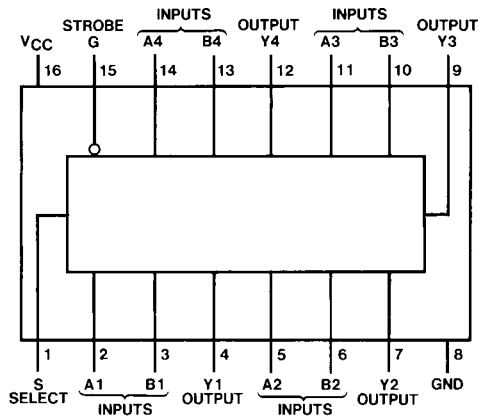 INPUTS INPUTS
STROBE OUTPUT OUTPUT
VCC G A4 B4 Y4 A3 B3 Y3
16 15 14 13 12 11 10 9
1 2 3 4 5 6 7 8
S A1 B1 Y1 A2 B2 Y2 GND
SELECT OUTPUT OUTPUT
INPUTS INPUTS